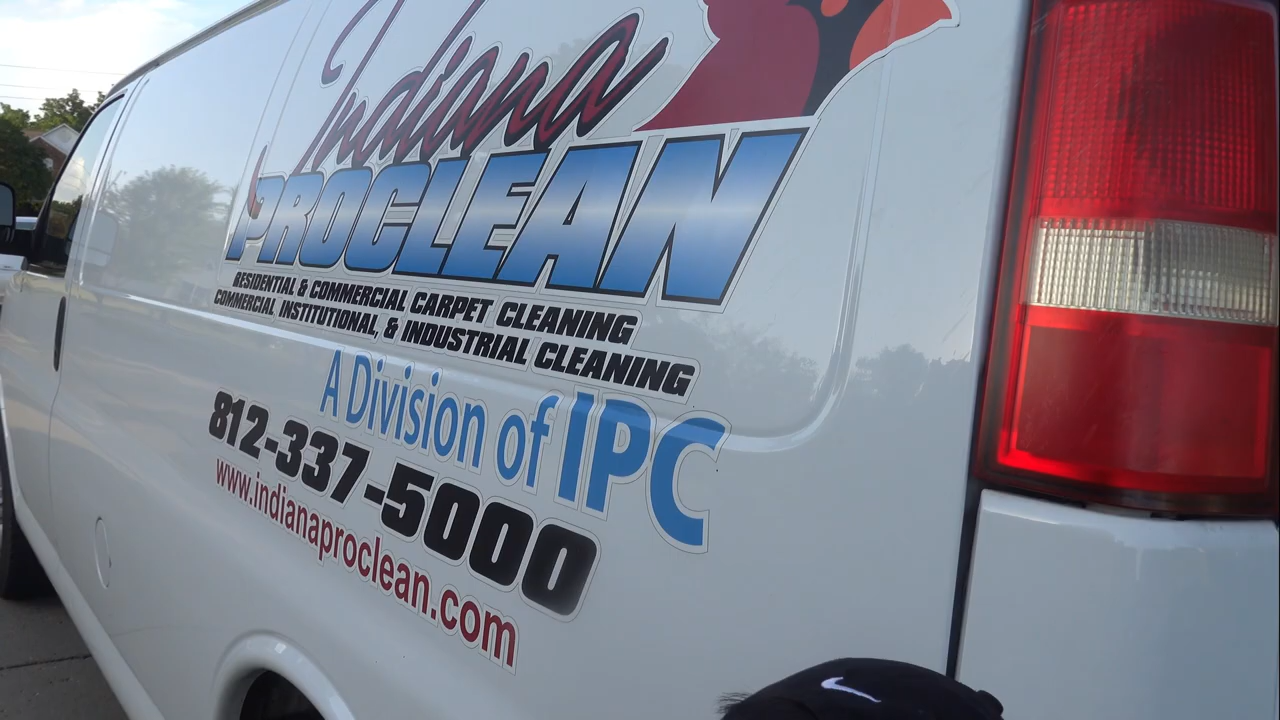 Indiana
PROCLEAN
RESIDENTIAL & COMMERCIAL CARPET CLEANING
COMMERCIAL, INSTITUTIONAL, & INDUSTRIAL CLEANING
A Division of IPC
812-337-5000
www.indianaproclean.com